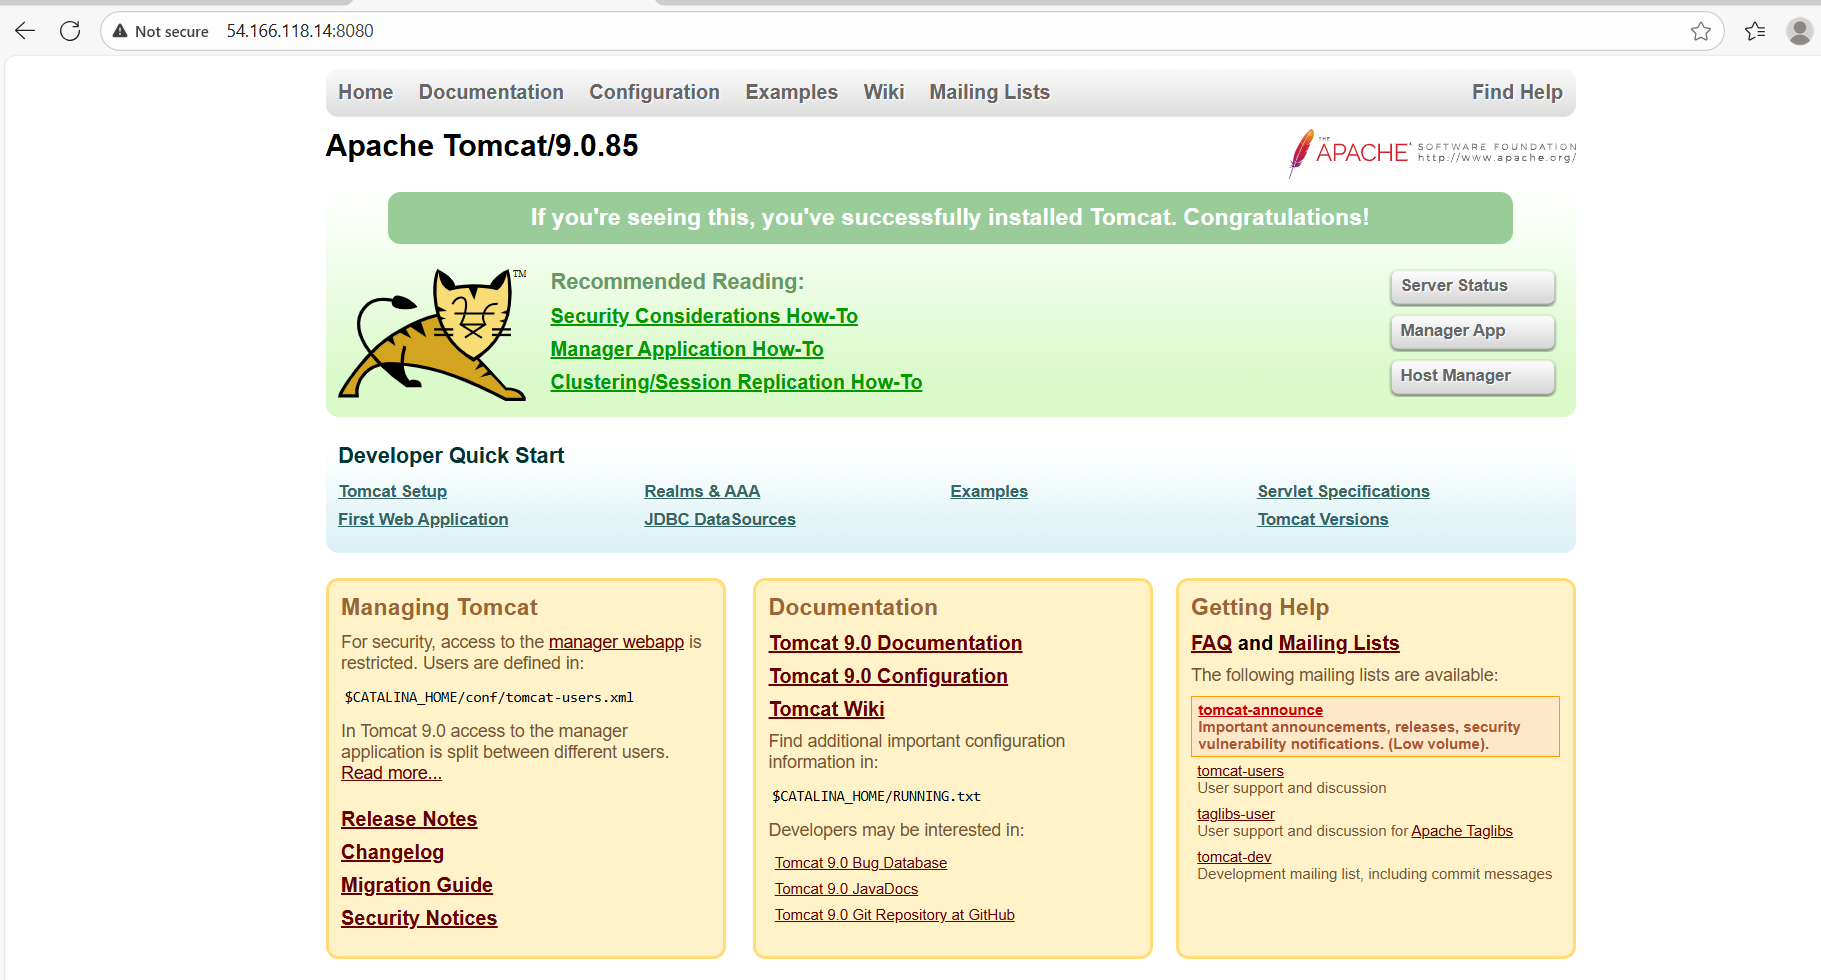 Not secure 54.166.118.14:8080
Home Documentation Configuration Examples Wiki Mailing Lists Find Help
Apache Tomcat/9.0.85
THE APACHE SOFTWARE FOUNDATION
http://www.apache.org/
If you're seeing this, you've successfully installed Tomcat. Congratulations!
TM
Recommended Reading:
Security Considerations How-To
Manager Application How-To
Clustering/Session Replication How-To
Server Status
Manager App
Host Manager
Developer Quick Start
Tomcat Setup
First Web Application
Realms & AAA
JDBC DataSources
Examples
Servlet Specifications
Tomcat Versions
Managing Tomcat
For security, access to the manager webapp is
restricted. Users are defined in:
$CATALINA_HOME/conf/tomcat-users.xml
In Tomcat 9.0 access to the manager
application is split between different users.
Read more...
Release Notes
Changelog
Migration Guide
Security Notices
Documentation
Tomcat 9.0 Documentation
Tomcat 9.0 Configuration
Tomcat Wiki
Find additional important configuration
information in:
$CATALINA_HOME/RUNNING.txt
Developers may be interested in:
Tomcat 9.0 Bug Database
Tomcat 9.0 JavaDocs
Tomcat 9.0 Git Repository at GitHub
Getting Help
FAQ and Mailing Lists
The following mailing lists are available:
tomcat-announce
Important announcements, releases, security
vulnerability notifications. (Low volume).
tomcat-users
User support and discussion
taglibs-user
User support and discussion for Apache Taglibs
tomcat-dev
Development mailing list, including commit messages